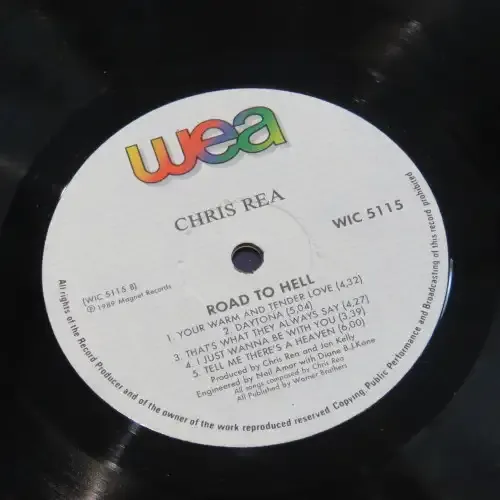 wea
CHRIS REA
WIC 5115
[WIC 5115 B]
℗ 1989 Magnet Records
ROAD TO HELL
1. YOUR WARM AND TENDER LOVE (4,32)
2. DAYTONA (5,04)
3. THAT'S WHAT THEY ALWAYS SAY (4,27)
4. I JUST WANNA BE WITH YOU (3,39)
5. TELL ME THERE'S A HEAVEN (6,00)
Produced by Chris Rea and Jon Kelly
Engineered by Neil Amor with Diane B.J.Kone
All songs composed by Chris Rea
All Published by Warner Brothers
All rights of the Record Producer and of the owner of the work reproduced reserved. Copying, Public Performance and Broadcasting of this record prohibited